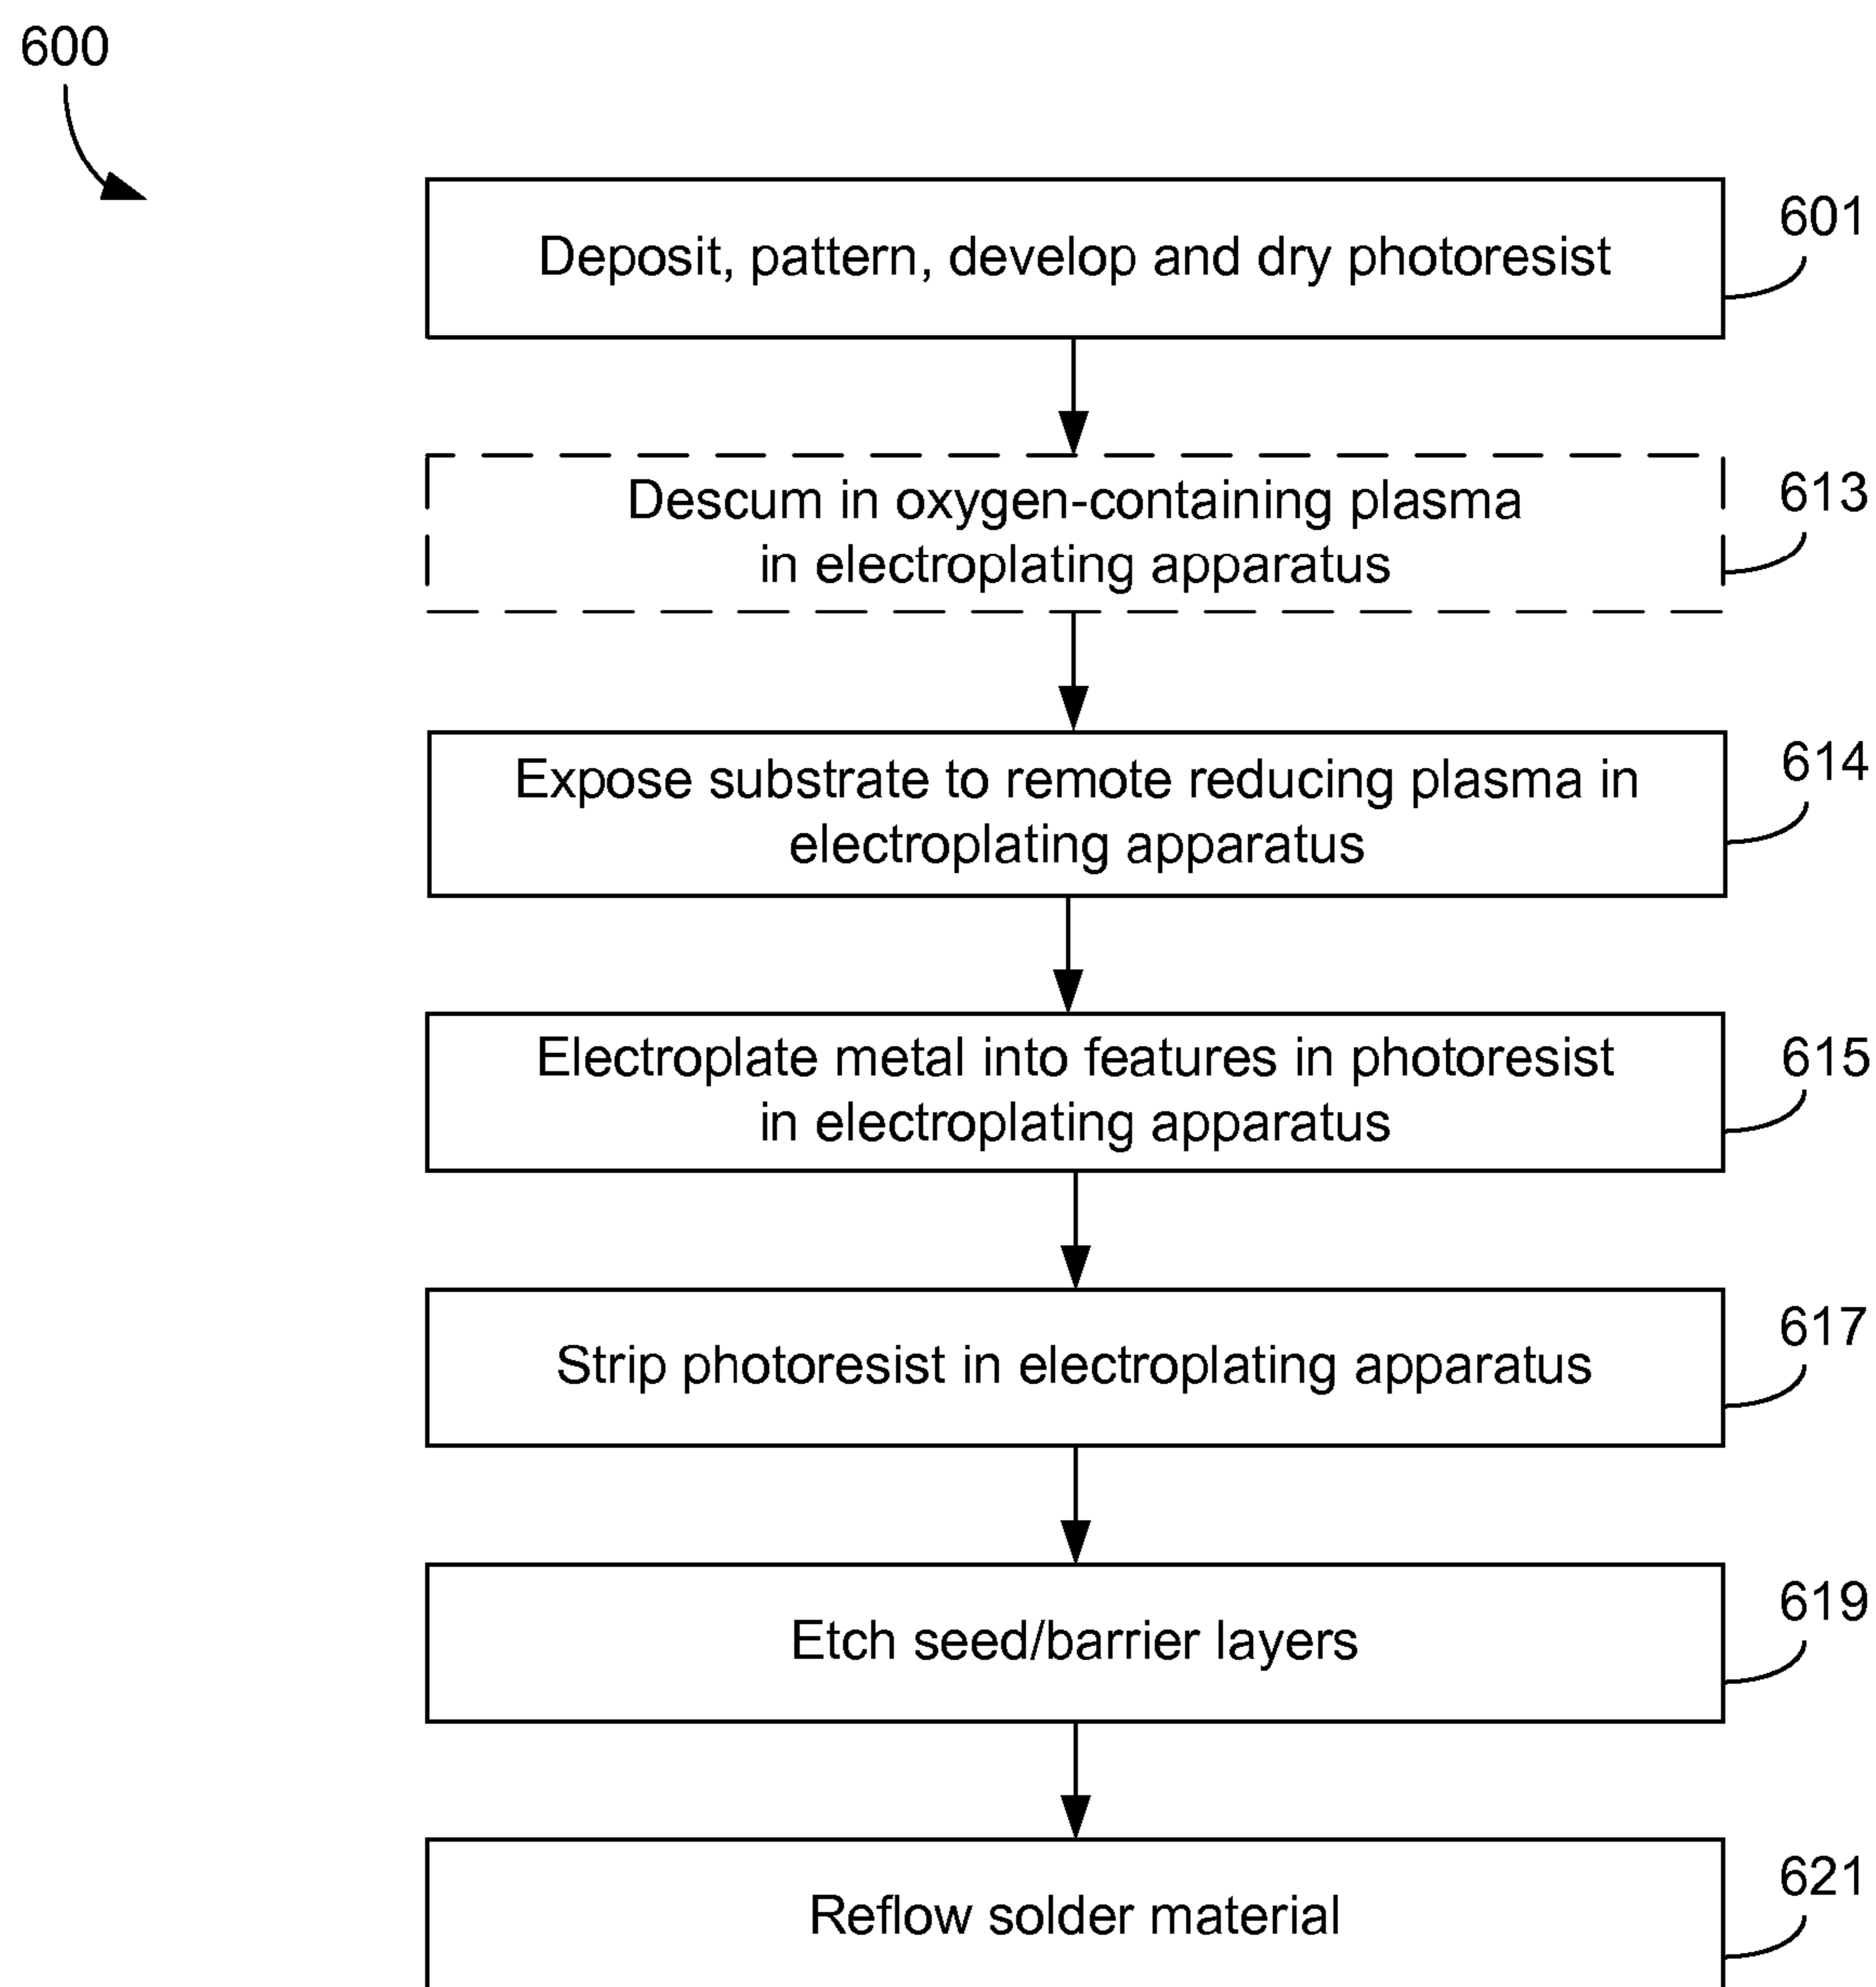 600
Deposit, pattern, develop and dry photoresist
601
Descum in oxygen-containing plasma
in electroplating apparatus
613
Expose substrate to remote reducing plasma in
electroplating apparatus
614
Electroplate metal into features in photoresist
in electroplating apparatus
615
Strip photoresist in electroplating apparatus
617
Etch seed/barrier layers
619
Reflow solder material
621